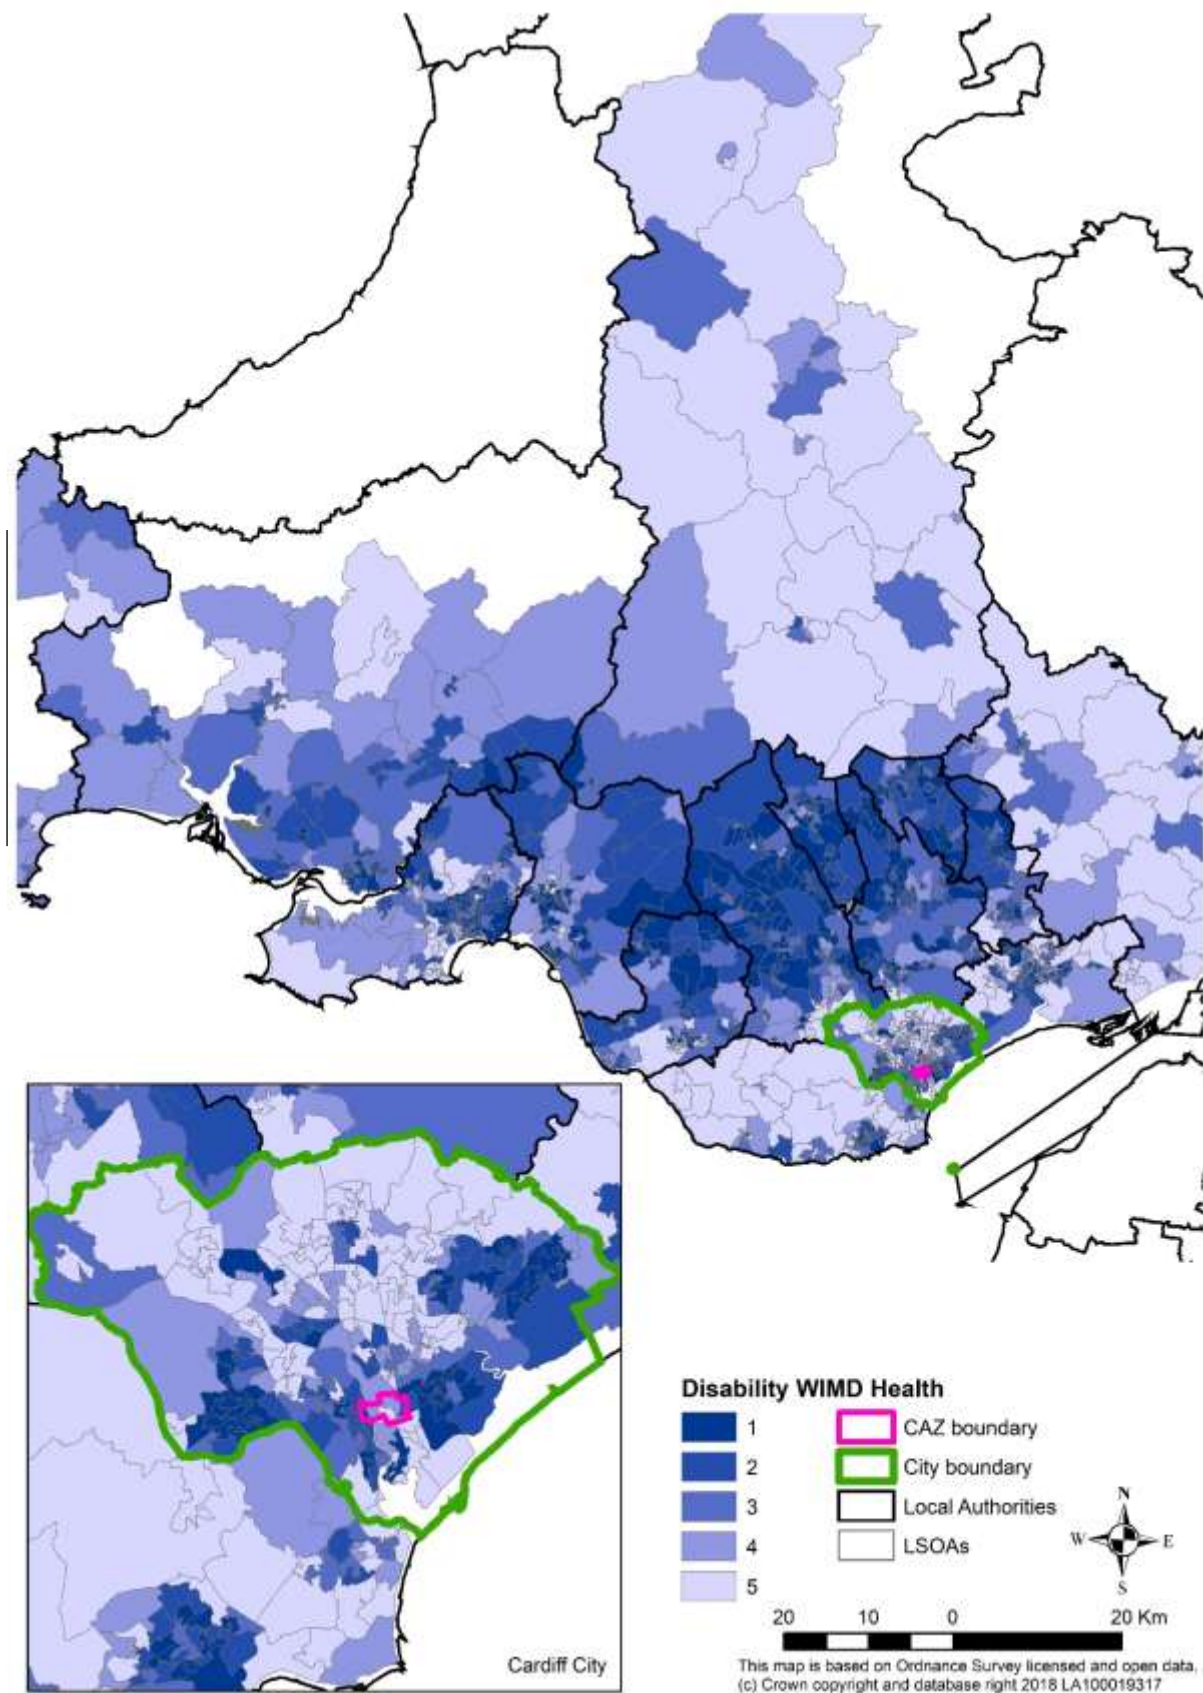 Cardiff City
Disability WIMD Health
1
2
3
4
5
CAZ boundary
City boundary
Local Authorities
LSOAs
N
W
E
S
20 10 0 20 Km
This map is based on Ordnance Survey licensed and open data.
(c) Crown copyright and database right 2018 LA100019317